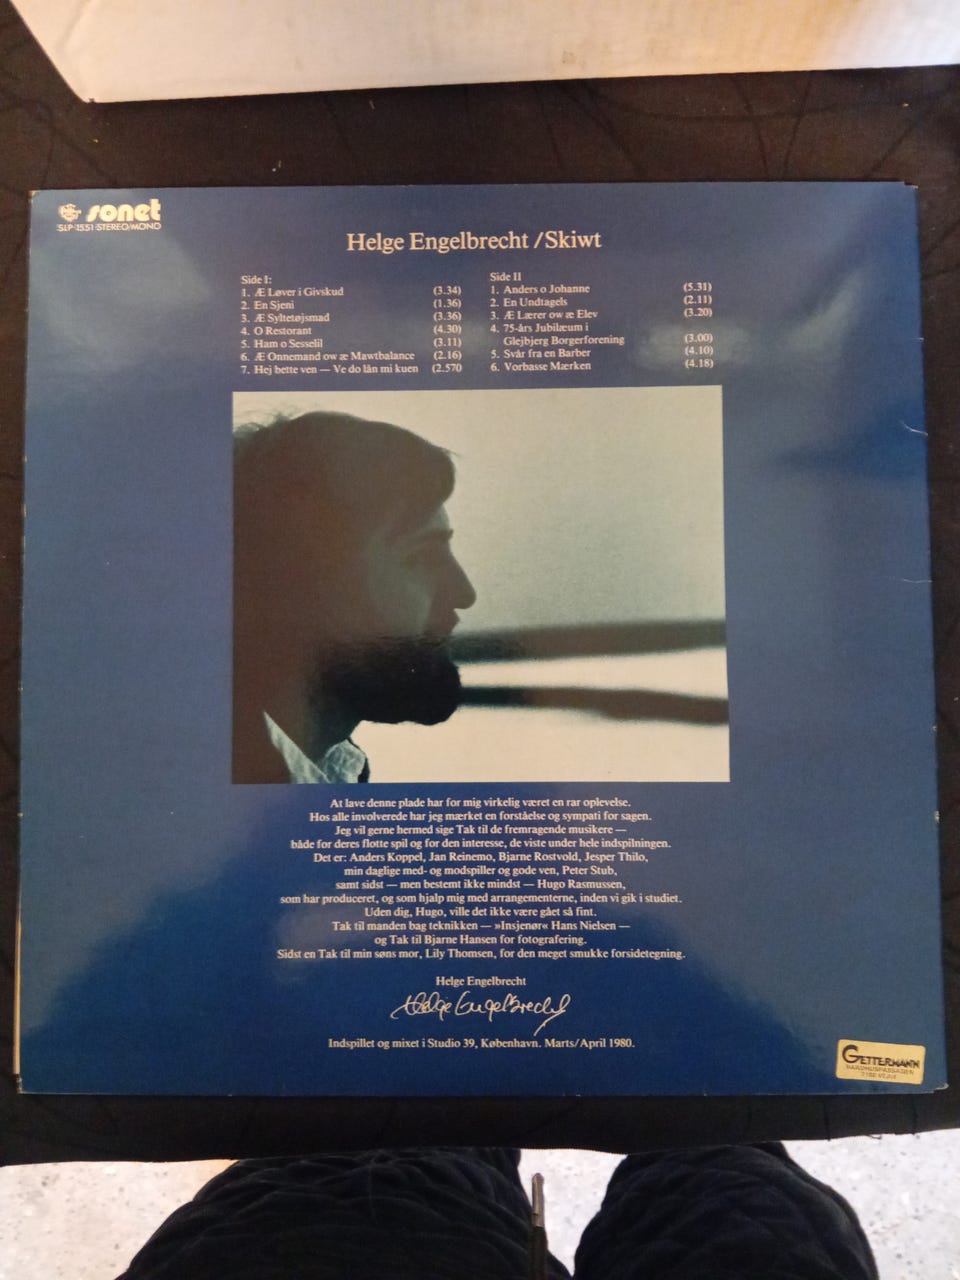 sonet
SLP-1551 STEREO/MONO
Helge Engelbrecht / Skiwt
Side I:
1. Æ Løver i Givskud (3.34)
2. En Sjeni (1.36)
3. Æ Syltetøjsmad (3.36)
4. O Restorant (4.30)
5. Ham o Sesselil (3.11)
6. Æ Onnemand ow æ Mawtbalance (2.16)
7. Hej bette ven — Ve do lån mi kuen (2.570
Side II
1. Anders o Johanne (5.31)
2. En Undtagels (2.11)
3. Æ Lærer ow æ Elev (3.20)
4. 75-års Jubilæum i
Glejbjerg Borgerforening (3.00)
5. Svår fra en Barber (4.10)
6. Vorbasse Mærken (4.18)
At lave denne plade har for mig virkelig været en rar oplevelse.
Hos alle involverede har jeg mærket en forståelse og sympati for sagen.
Jeg vil gerne hermed sige Tak til de fremragende musikere —
både for deres flotte spil og for den interesse, de viste under hele indspilningen.
Det er: Anders Koppel, Jan Reinemo, Bjarne Rostvold, Jesper Thilo,
min daglige med- og modspiller og gode ven, Peter Stub,
samt sidst — men bestemt ikke mindst — Hugo Rasmussen,
som har produceret, og som hjalp mig med arrangementerne, inden vi gik i studiet.
Uden dig, Hugo, ville det ikke være gået så fint.
Tak til manden bag teknikken — »Insjenør« Hans Nielsen —
og Tak til Bjarne Hansen for fotografering.
Sidst en Tak til min søns mor, Lily Thomsen, for den meget smukke forsidetegning.
Helge Engelbrecht
Helge Engelbrecht
Indspillet og mixet i Studio 39, København. Marts/April 1980.
GETTERMANN
RAADHUSPASSAGEN
7100 VEJLE